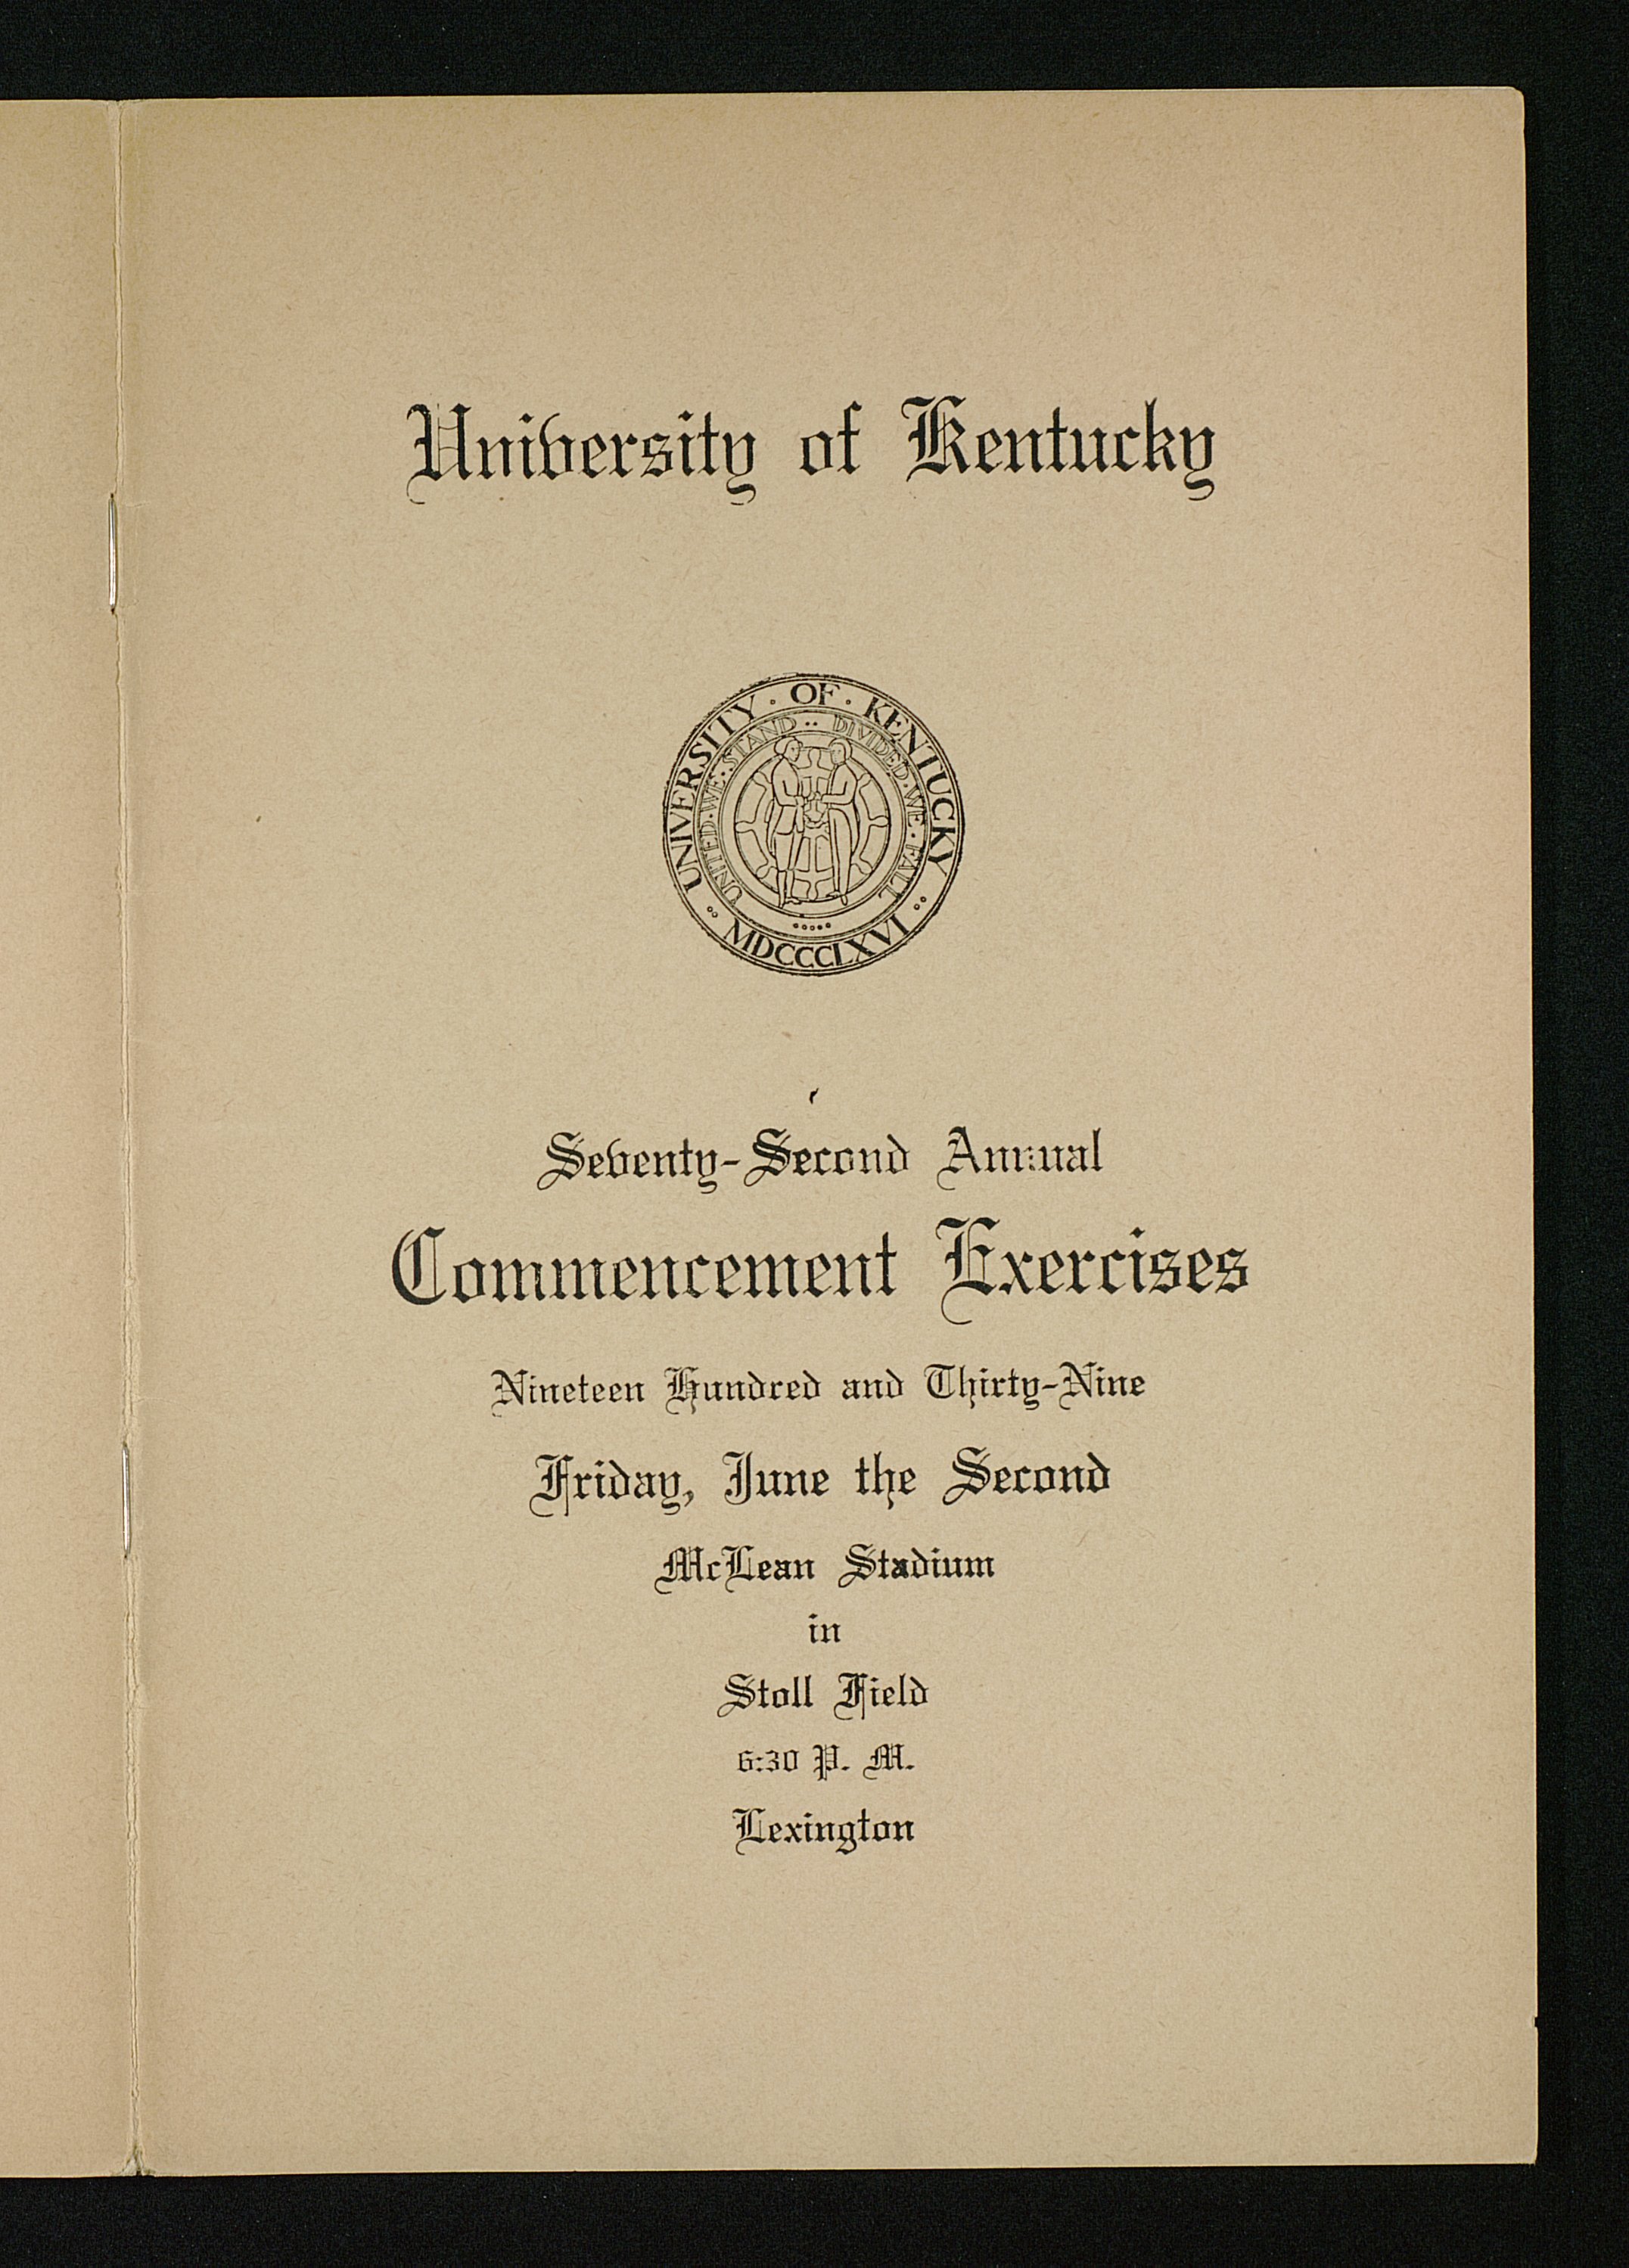 University of Kentucky
UNIVERSITY · OF · KENTUCKY
UNITED · WE · STAND ·· DIVIDED · WE · FALL
MDCCCLXVI
Seventy-Second Annual
Commencement Exercises
Nineteen Hundred and Thirty-Nine
Friday, June the Second
McLean Stadium
in
Stoll Field
6:30 P. M.
Lexington